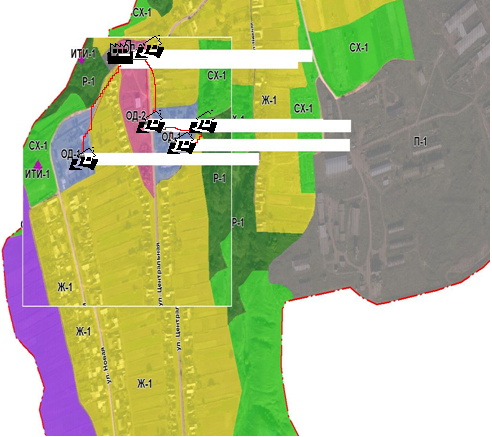 СХ-1
ИТИ-1
СХ-1
Р-1
СХ-1
Ж-1
СХ-1
ОД-2
ОД-1
П-1
СХ-1
ОД-1
ИТИ-1
Р-1
Р-1
ул. Центральная
Ж-1
ул. Централ
Ж-1
ул. Новая
Ж-1